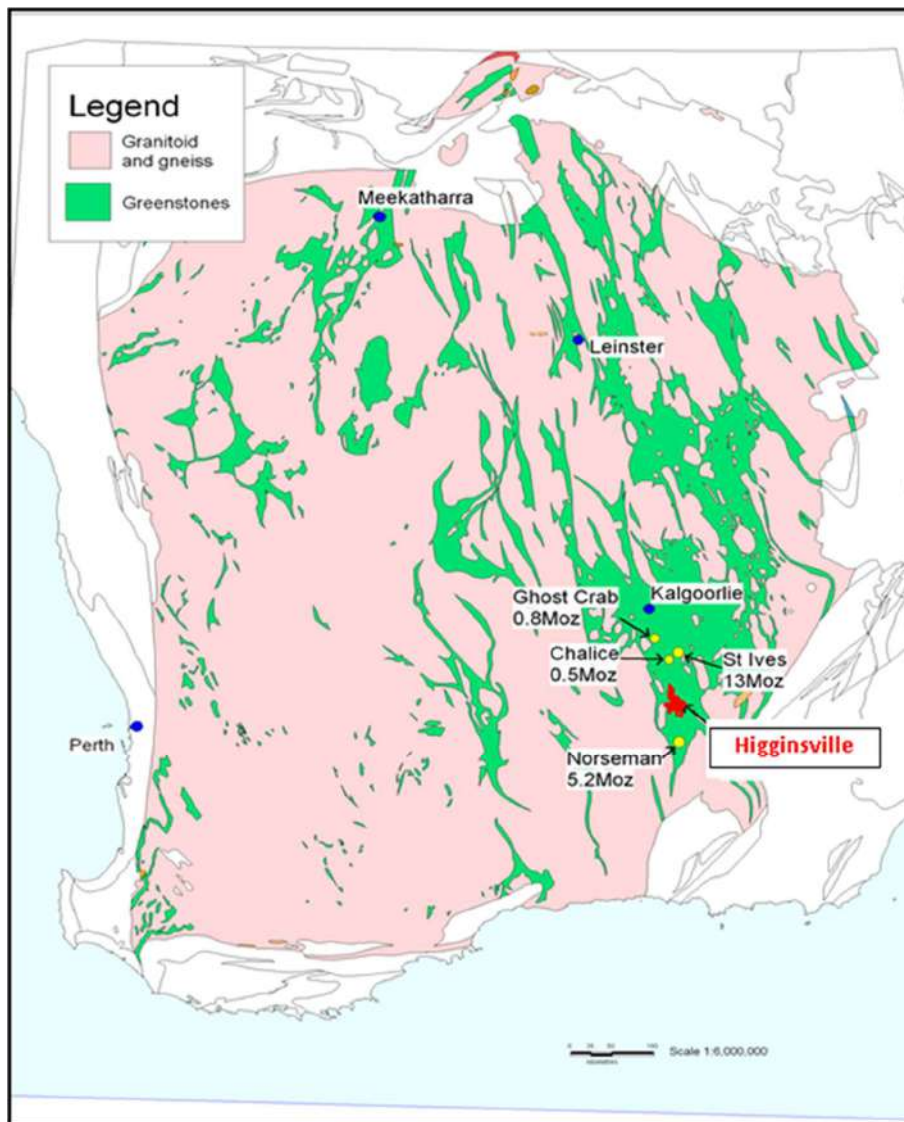 Legend
Granitoid
and gneiss
Greenstones
Meekatharra
Leinster
Ghost Crab
0.8Moz
Kalgoorlie
Chalice
0.5Moz
St Ives
13Moz
Perth
Higginsville
Norseman
5.2Moz
Scale 1:6,000,000